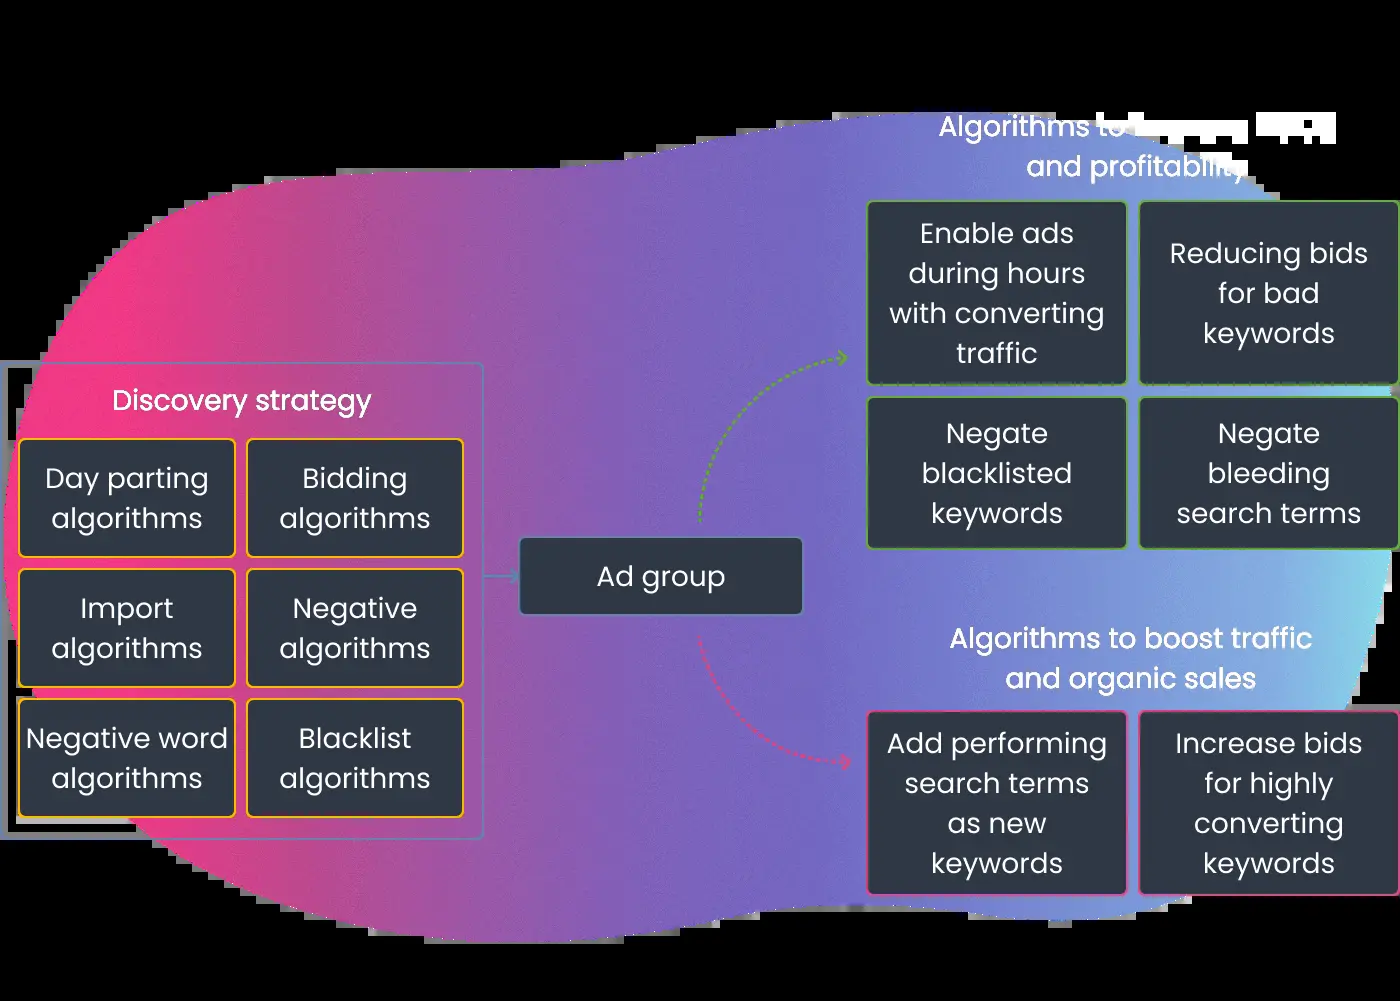 Algorithms to
and profitability
Enable ads
during hours
with converting
traffic
Reducing bids
for bad
keywords
Negate
blacklisted
keywords
Negate
bleeding
search terms
Discovery strategy
Day parting
algorithms
Bidding
algorithms
Import
algorithms
Negative
algorithms
Negative word
algorithms
Blacklist
algorithms
Ad group
Algorithms to boost traffic
and organic sales
Add performing
search terms
as new
keywords
Increase bids
for highly
converting
keywords